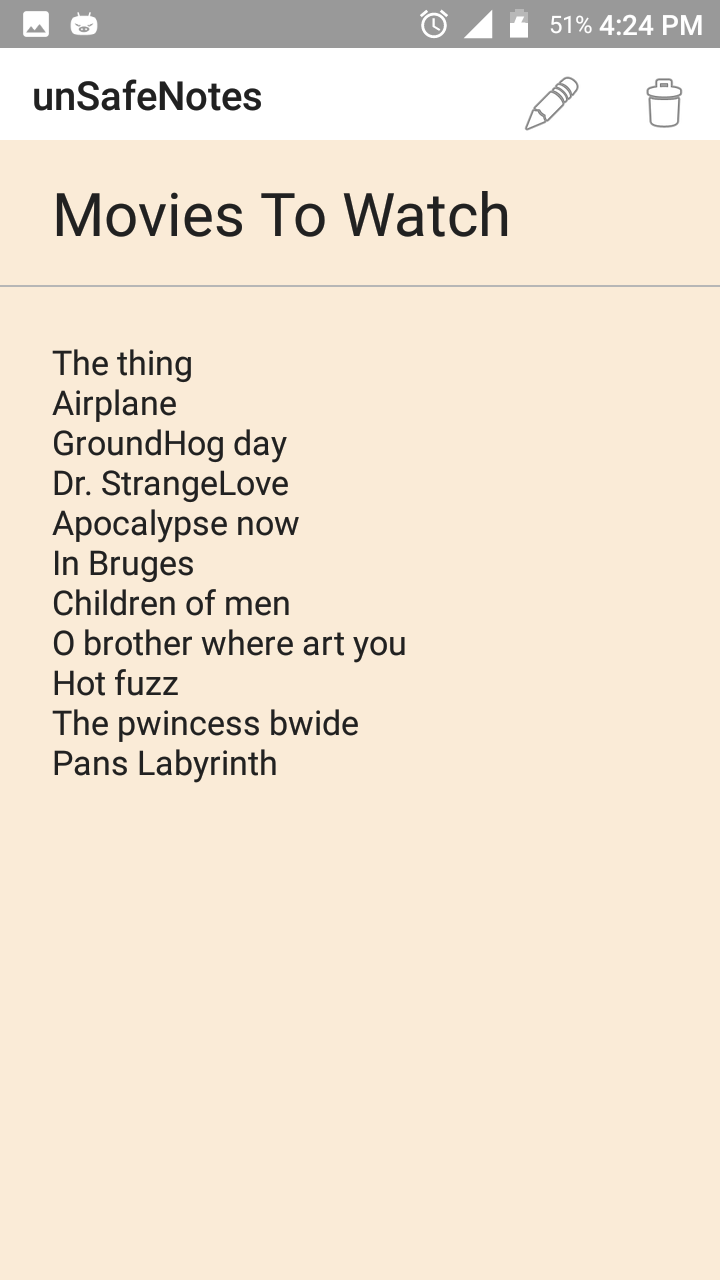 51% 4:24 PM
unSafeNotes
Movies To Watch
The thing
Airplane
GroundHog day
Dr. StrangeLove
Apocalypse now
In Bruges
Children of men
O brother where art you
Hot fuzz
The pwincess bwide
Pans Labyrinth